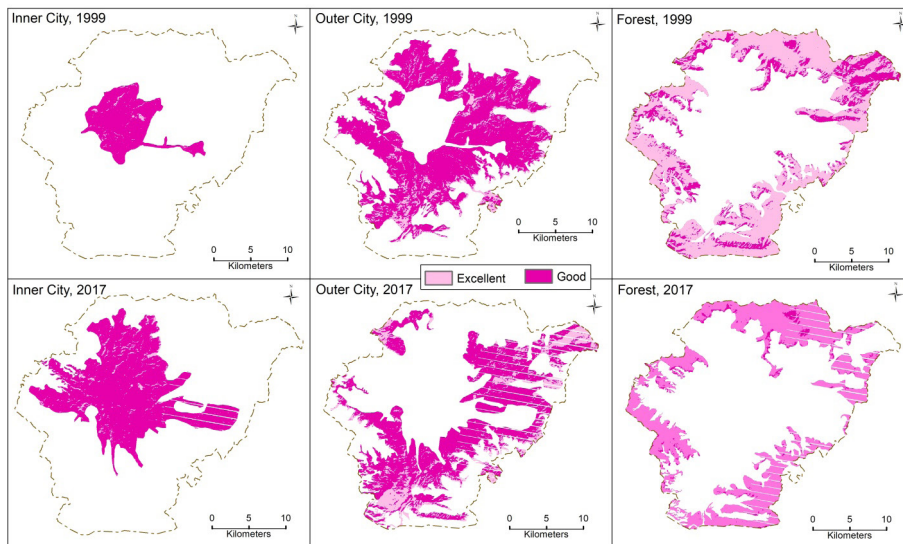 Inner City, 1999
N
0 5 10
Kilometers
Outer City, 1999
N
0 5 10
Kilometers
Forest, 1999
N
0 5 10
Kilometers
Excellent Good
Inner City, 2017
N
0 5 10
Kilometers
Outer City, 2017
N
0 5 10
Kilometers
Forest, 2017
N
0 5 10
Kilometers